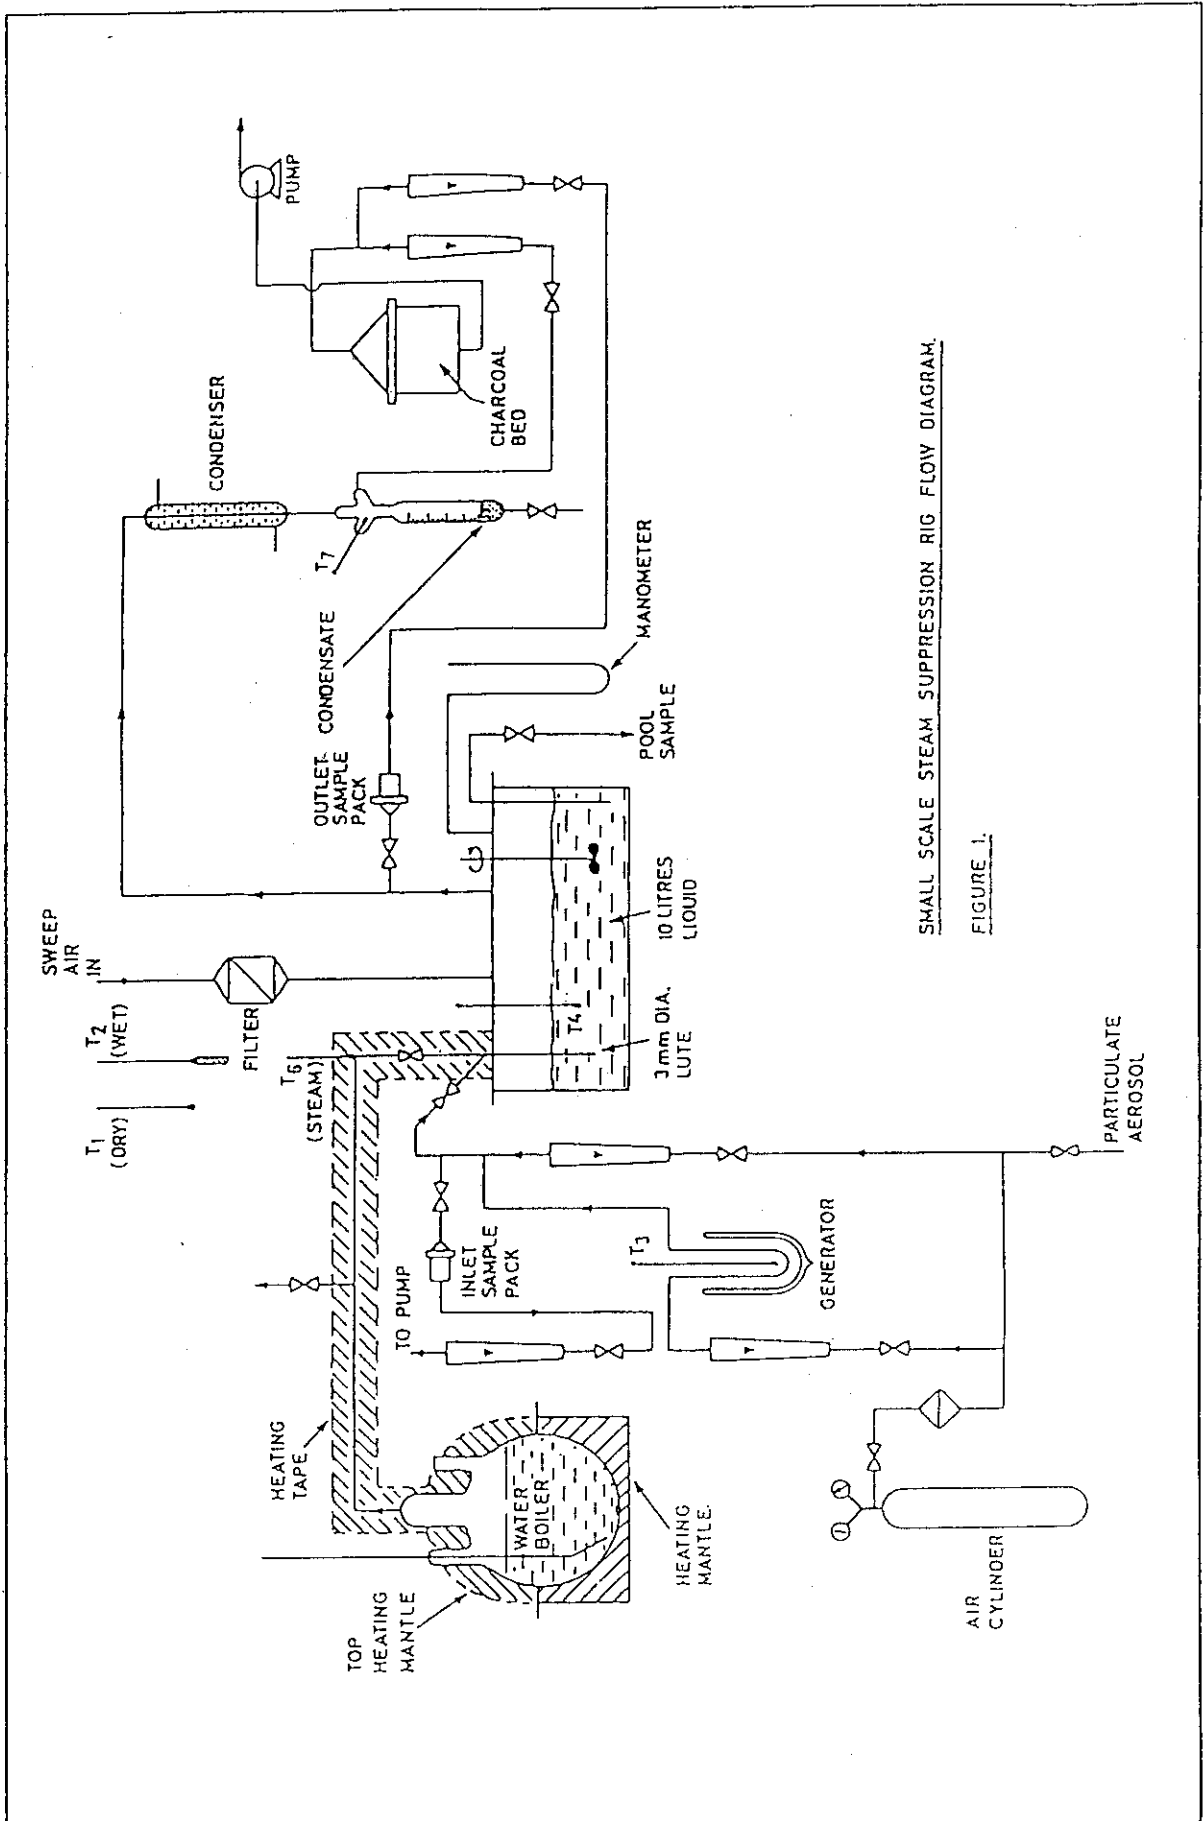 SWEEP
AIR
IN
T2
(WET)
T1
(DRY)
FILTER
T6
(STEAM)
HEATING
TAPE
TOP
HEATING
MANTLE
WATER
BOILER
HEATING
MANTLE.
TO PUMP
INLET
SAMPLE
PACK
T3
GENERATOR
AIR
CYLINDER
PARTICULATE
AEROSOL
T4
3mm DIA.
LUTE
10 LITRES
LIQUID
POOL
SAMPLE
MANOMETER
OUTLET
SAMPLE
PACK
CONDENSATE
T7
CONDENSER
CHARCOAL
BED
PUMP
SMALL SCALE STEAM SUPPRESSION RIG FLOW DIAGRAM.
FIGURE 1.